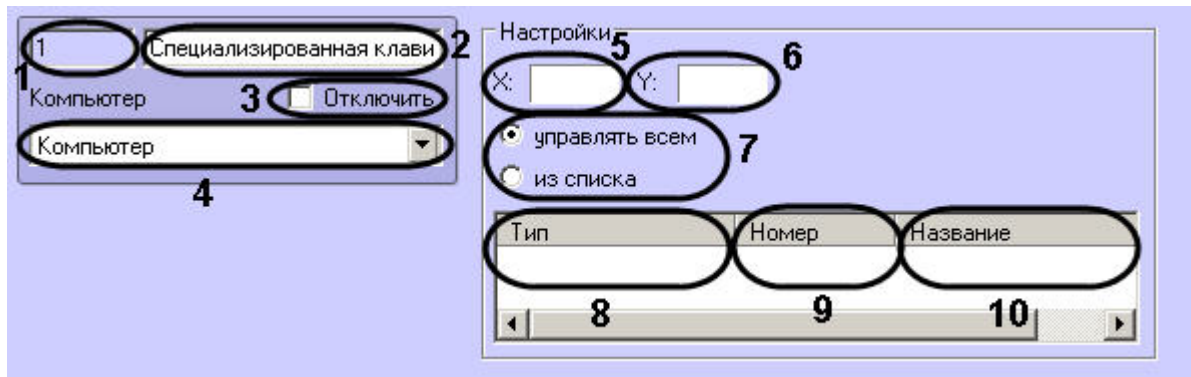 1 Специализированная клави 2
1
Компьютер 3 Отключить
Компьютер
4
Настройки
5 6
X: Y:
управлять всем
7
из списка
Тип Номер Название
8 9 10